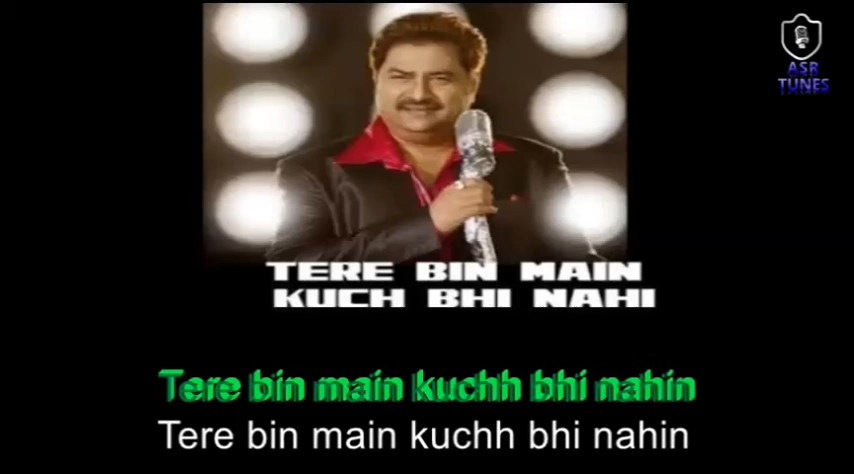 ASR
TUNES
TERE BIN MAIN
KUCH BHI NAHI
Tere bin main kuchh bhi nahin
Tere bin main kuchh bhi nahin